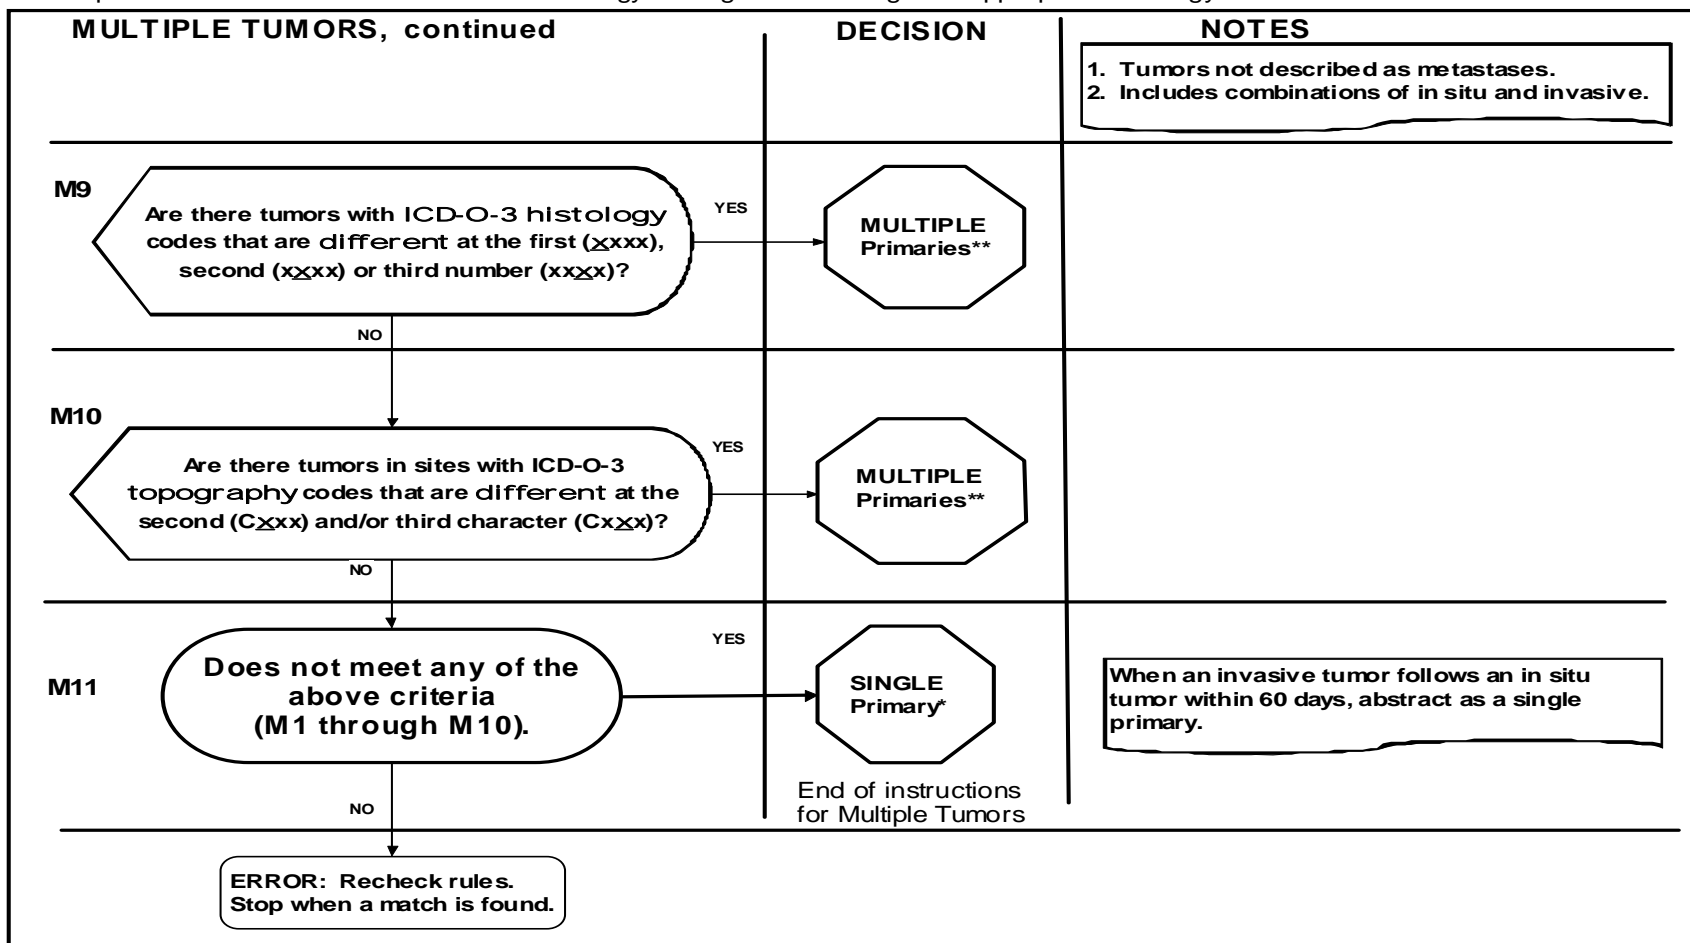 MULTIPLE TUMORS, continued
DECISION
NOTES
1. Tumors not described as metastases.
2. Includes combinations of in situ and invasive.
M9
Are there tumors with ICD-O-3 histology
codes that are different at the first (xxxx),
second (xxxx) or third number (xxxx)?
YES
MULTIPLE
Primaries**
NO
M10
Are there tumors in sites with ICD-O-3
topography codes that are different at the
second (Cxxx) and/or third character (Cxxx)?
YES
MULTIPLE
Primaries**
NO
M11
Does not meet any of the
above criteria
(M1 through M10).
YES
SINGLE
Primary*
When an invasive tumor follows an in situ
tumor within 60 days, abstract as a single
primary.
End of instructions
for Multiple Tumors
NO
ERROR: Recheck rules.
Stop when a match is found.